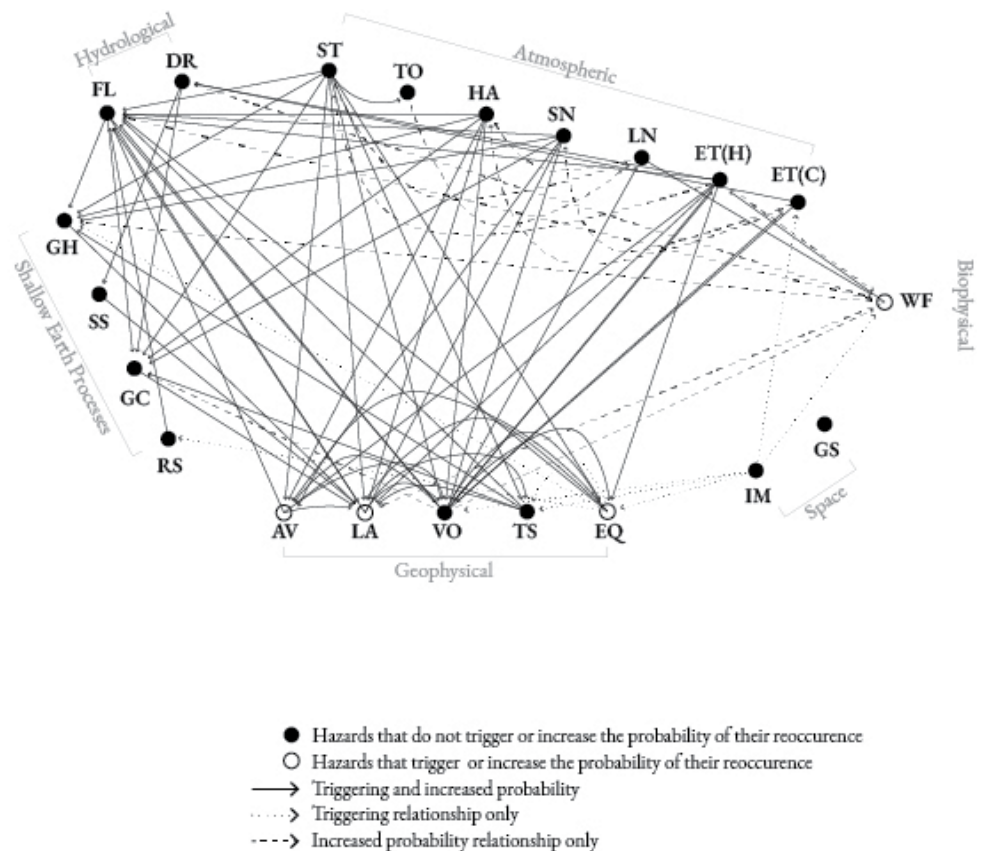 Hydrological
Atmospheric
ST
DR
TO
FL
HA
SN
LN
ET(H)
ET(C)
GH
WF
Biophysical
Shallow Earth Processes
SS
GC
GS
RS
IM
Space
AV
LA
VO
TS
EQ
Geophysical
Hazards that do not trigger or increase the probability of their reoccurence
Hazards that trigger or increase the probability of their reoccurence
Triggering and increased probability
Triggering relationship only
Increased probability relationship only